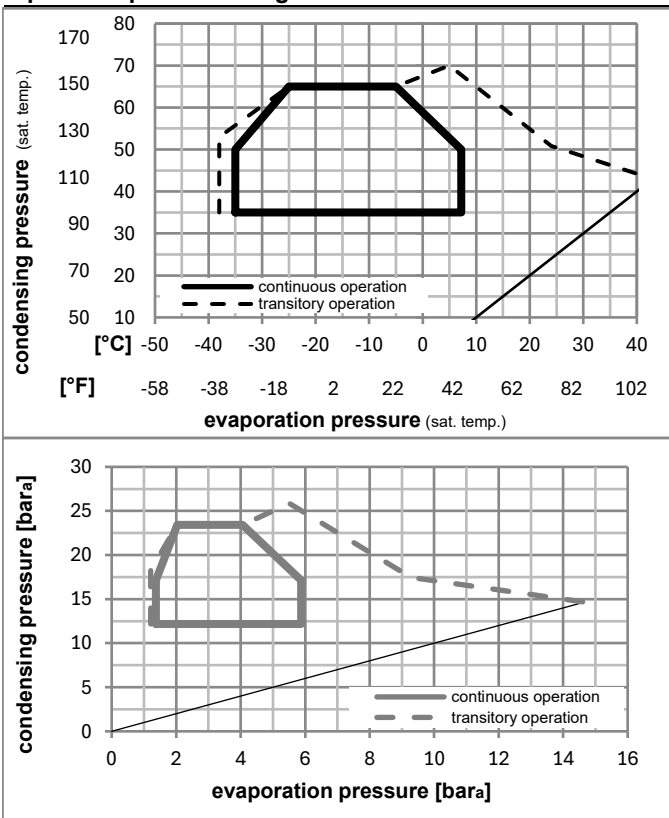 170 80
150 70
130 60
110 50
90 40
70 30
50 20
10
condensing pressure (sat. temp.)
continuous operation
transitory operation
[°C] -50 -40 -30 -20 -10 0 10 20 30 40
[°F] -58 -38 -18 2 22 42 62 82 102
evaporation pressure (sat. temp.)
30
25
20
15
10
5
0
condensing pressure [bara]
continuous operation
transitory operation
0 2 4 6 8 10 12 14 16
evaporation pressure [bara]